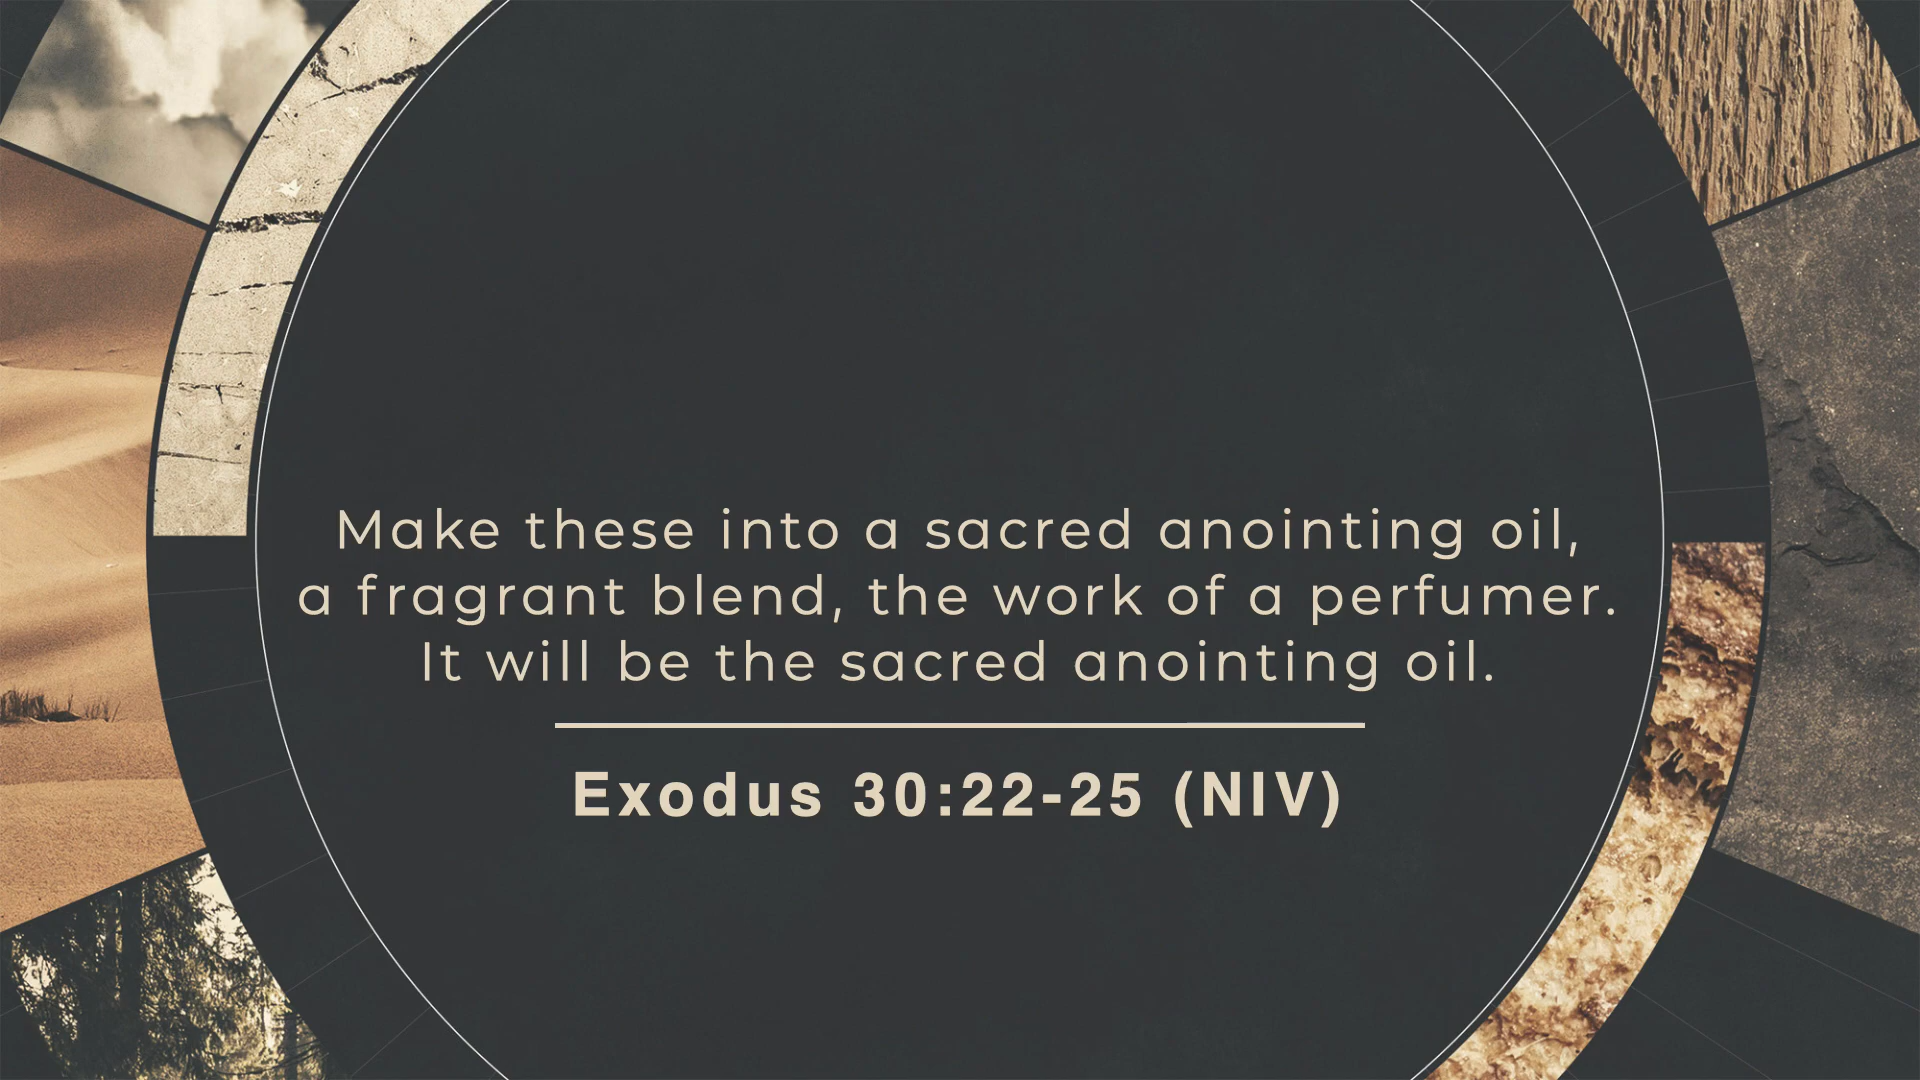 Make these into a sacred anointing oil,
a fragrant blend, the work of a perfumer.
It will be the sacred anointing oil.
Exodus 30:22-25 (NIV)